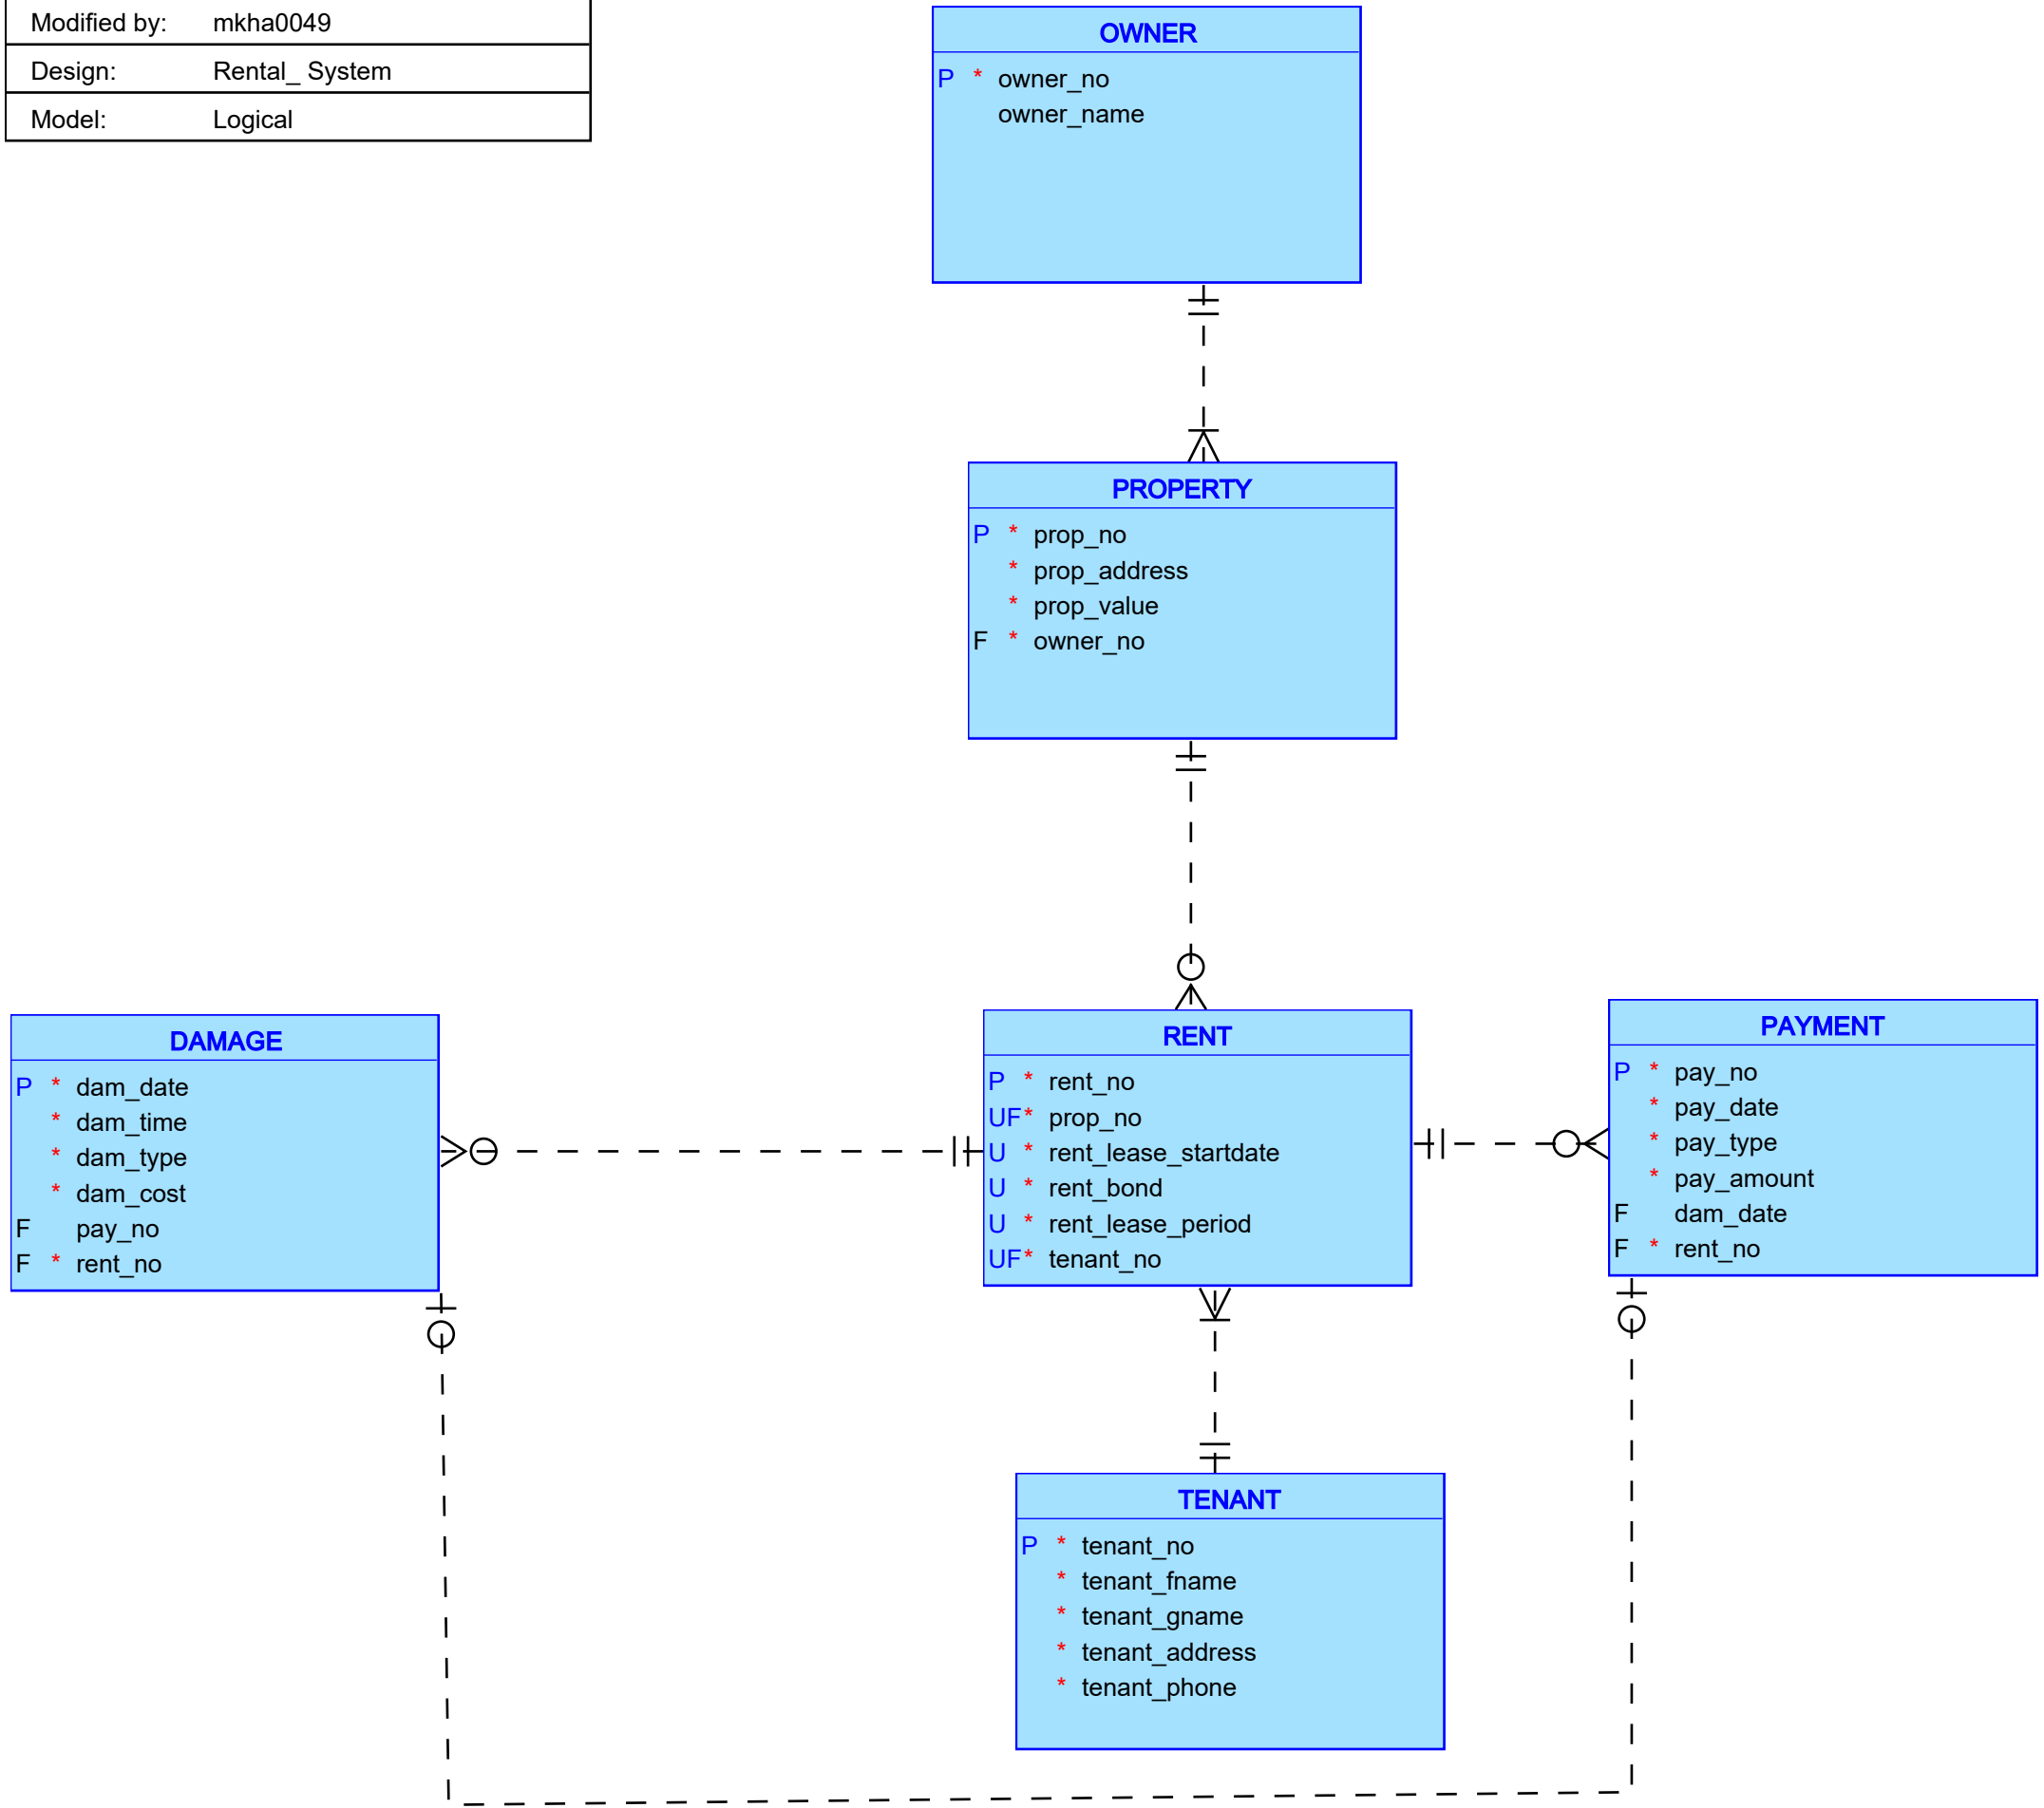 Modified by: mkha0049
Design: Rental_ System
Model: Logical
OWNER
P * owner_no
owner_name
PROPERTY
P * prop_no
* prop_address
* prop_value
F * owner_no
DAMAGE
P * dam_date
* dam_time
* dam_type
* dam_cost
F pay_no
F * rent_no
RENT
P * rent_no
UF* prop_no
U * rent_lease_startdate
U * rent_bond
U * rent_lease_period
UF* tenant_no
PAYMENT
P * pay_no
* pay_date
* pay_type
* pay_amount
F dam_date
F * rent_no
TENANT
P * tenant_no
* tenant_fname
* tenant_gname
* tenant_address
* tenant_phone